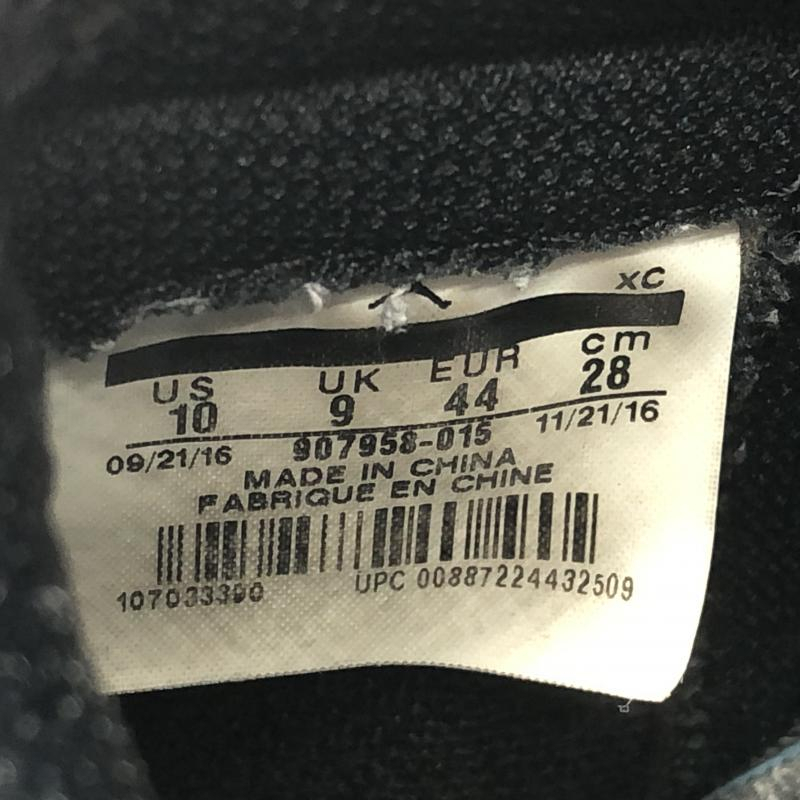 XC
US UK EUR cm
10 9 44 28
09/21/16 907958-015 11/21/16
MADE IN CHINA
FABRIQUE EN CHINE
107033390 UPC 00887224432509